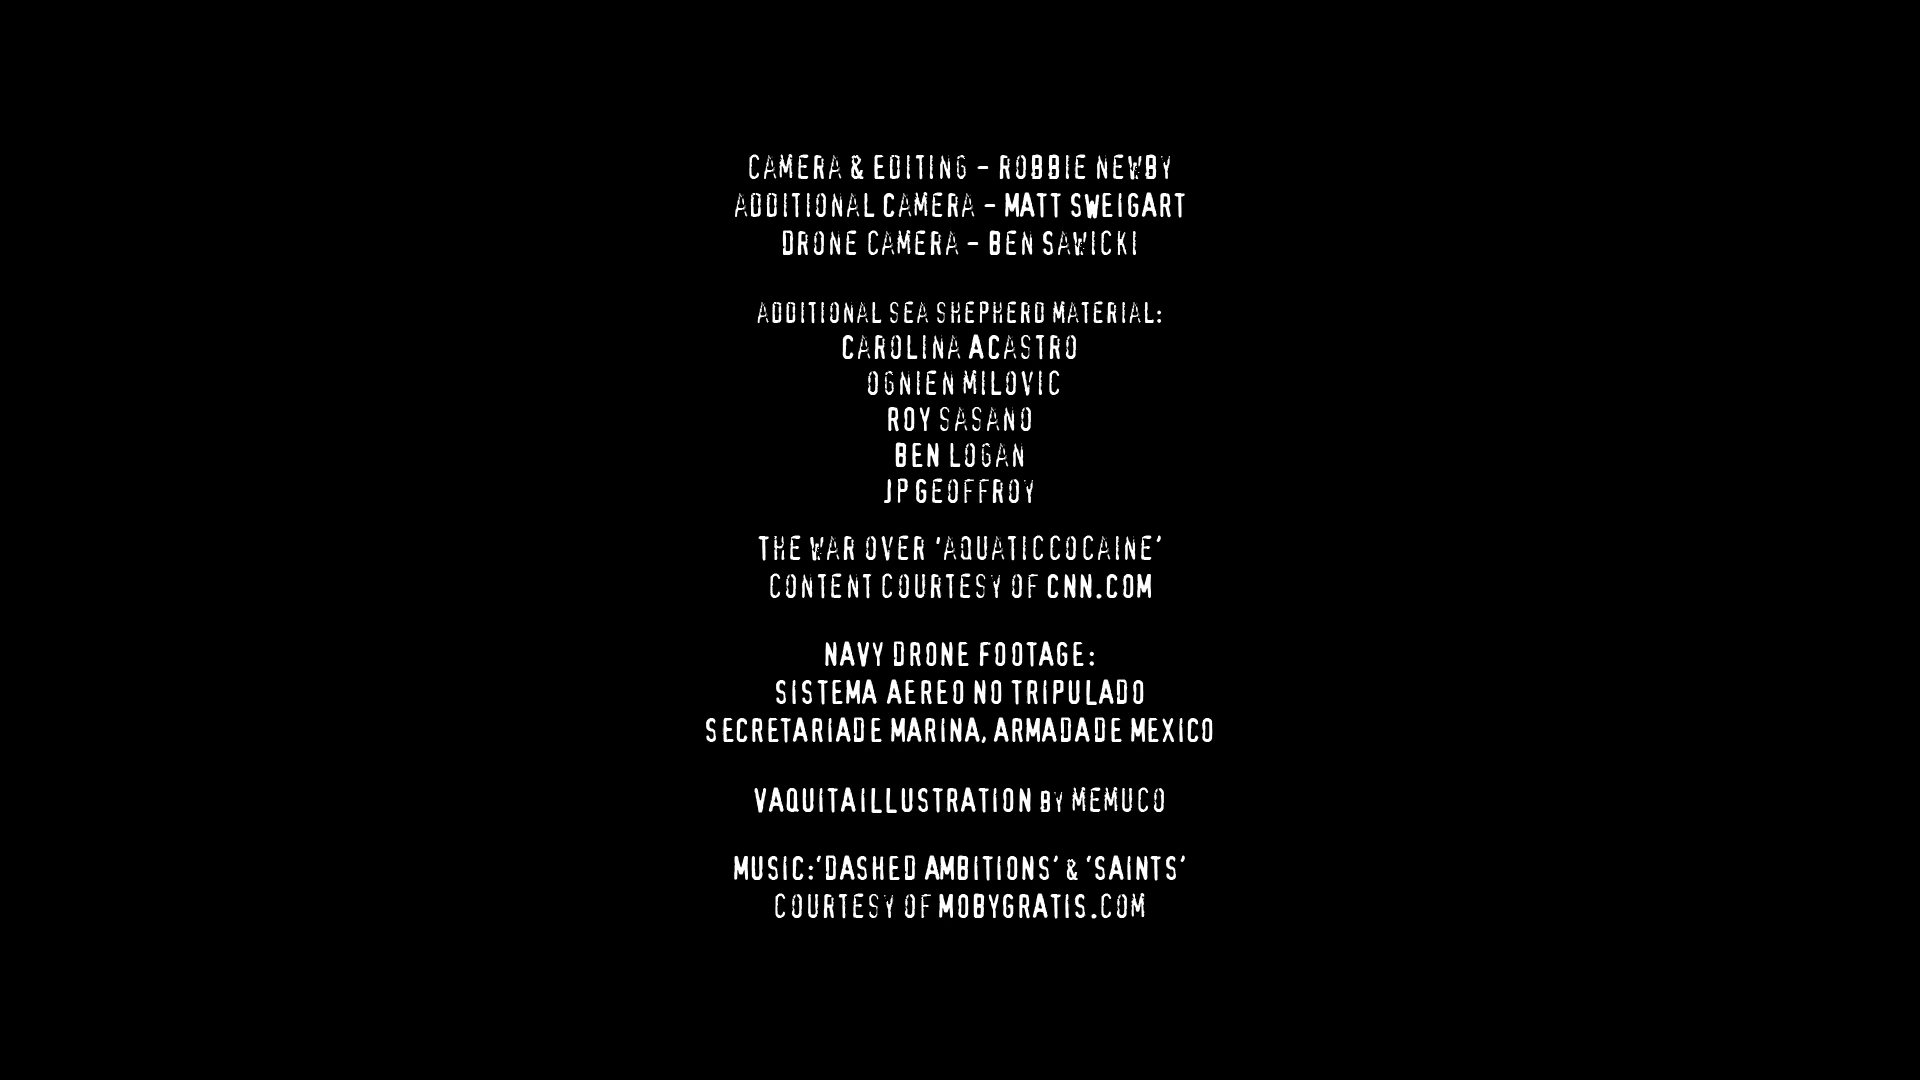 CAMERA & EDITING - ROBBIE NEWBY
ADDITIONAL CAMERA - MATT SWEIGART
DRONE CAMERA - BEN SAWICKI
ADDITIONAL SEA SHEPHERD MATERIAL:
CAROLINA A CASTRO
OGNIEN MILOVIC
ROY SASANO
BEN LOGAN
JP GEOFFROY
THE WAR OVER 'AQUATIC COCAINE'
CONTENT COURTESY OF CNN.COM
NAVY DRONE FOOTAGE:
SISTEMA AEREO NO TRIPULADO
SECRETARIA DE MARINA, ARMADA DE MEXICO
VAQUITA ILLUSTRATION BY MEMUCO
MUSIC: 'DASHED AMBITIONS' & 'SAINTS'
COURTESY OF MOBYGRATIS.COM